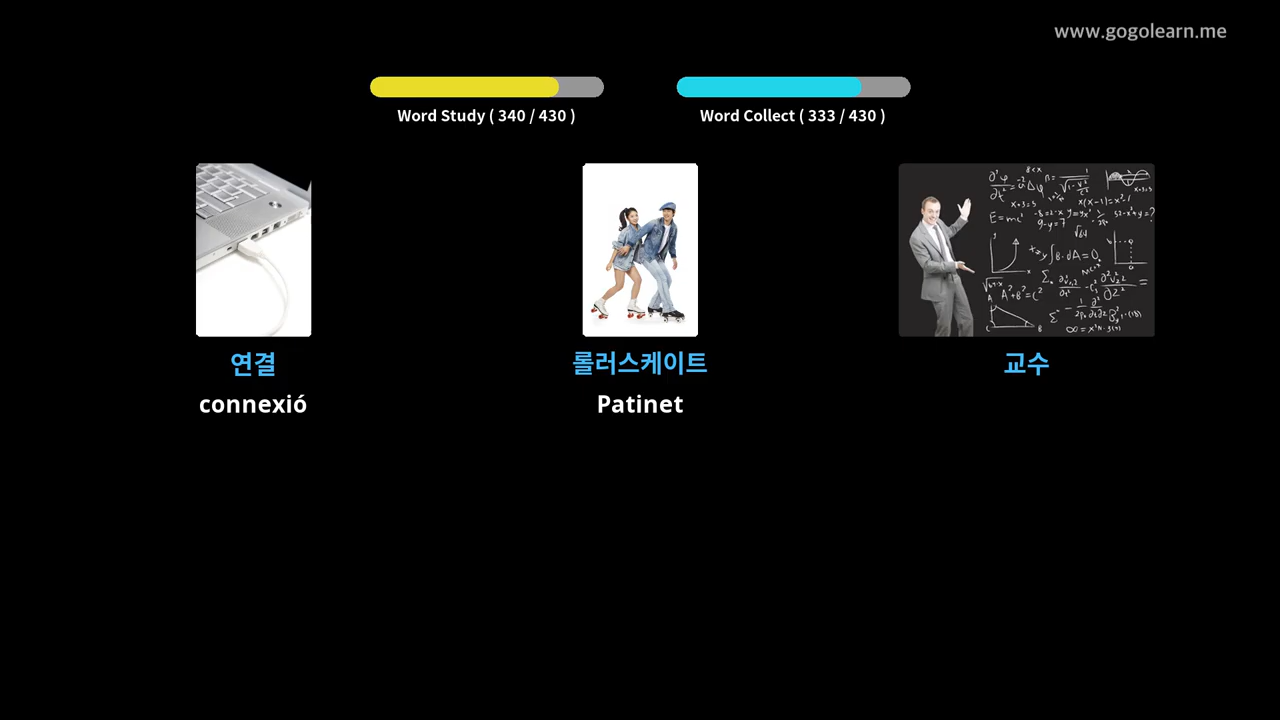 www.gogolearn.me
Word Study ( 340 / 430 )
Word Collect ( 333 / 430 )
연결
롤러스케이트
교수
connexió
Patinet